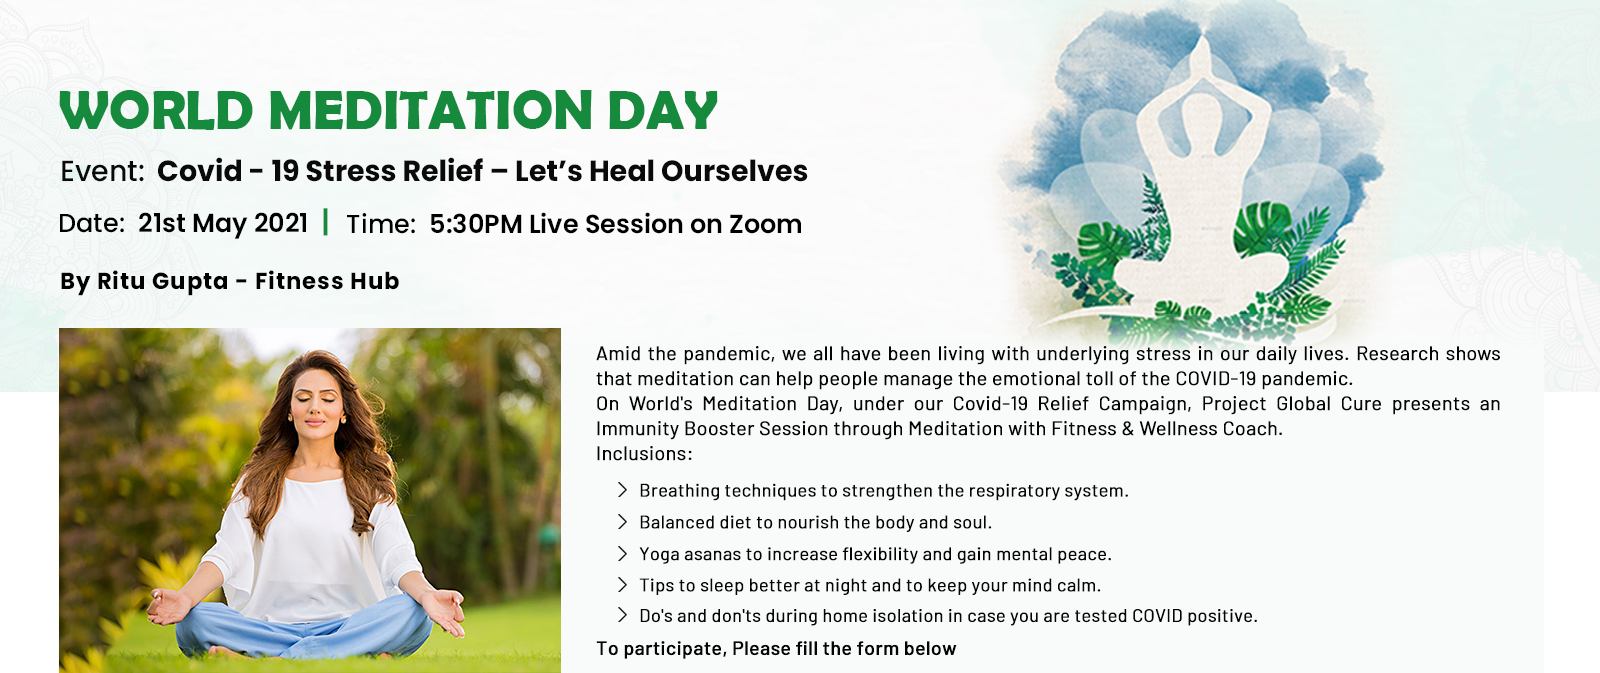 WORLD MEDITATION DAY
Event: Covid - 19 Stress Relief – Let’s Heal Ourselves
Date: 21st May 2021 | Time: 5:30PM Live Session on Zoom
By Ritu Gupta - Fitness Hub
Amid the pandemic, we all have been living with underlying stress in our daily lives. Research shows
that meditation can help people manage the emotional toll of the COVID-19 pandemic.
On World's Meditation Day, under our Covid-19 Relief Campaign, Project Global Cure presents an
Immunity Booster Session through Meditation with Fitness & Wellness Coach.
Inclusions:
Breathing techniques to strengthen the respiratory system.
Balanced diet to nourish the body and soul.
Yoga asanas to increase flexibility and gain mental peace.
Tips to sleep better at night and to keep your mind calm.
Do's and don'ts during home isolation in case you are tested COVID positive.
To participate, Please fill the form below